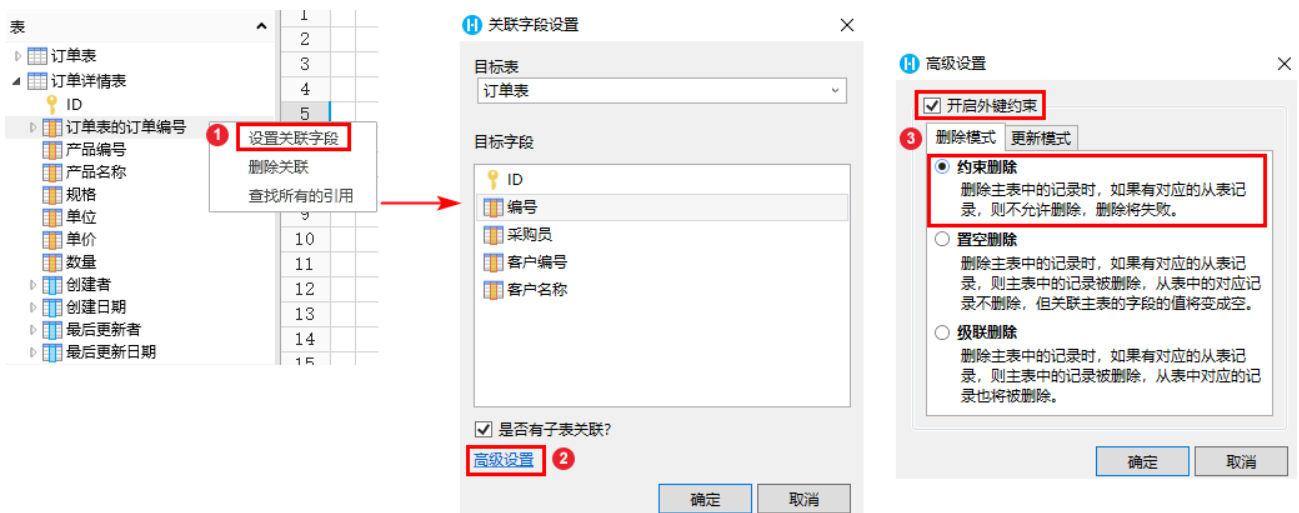 表
订单表
订单详情表
ID
订单表的订单编号
产品编号
产品名称
规格
单位
单价
数量
创建者
创建日期
最后更新者
最后更新日期
1
2
3
4
5
9
10
11
12
13
14
15
1
设置关联字段
删除关联
查找所有的引用
关联字段设置
目标表
订单表
目标字段
ID
编号
采购员
客户编号
客户名称
是否有子表关联?
高级设置
2
确定 取消
高级设置
开启外键约束
3
删除模式 更新模式
约束删除
删除主表中的记录时，如果有对应的从表记
录，则不允许删除，删除将失败。
置空删除
删除主表中的记录时，如果有对应的从表记
录，则主表中的记录被删除，从表中的对应记
录不删除，但关联主表的字段的值将变成空。
级联删除
删除主表中的记录时，如果有对应的从表记
录，则主表中的记录被删除，从表中对应的记
录也将被删除。
确定 取消